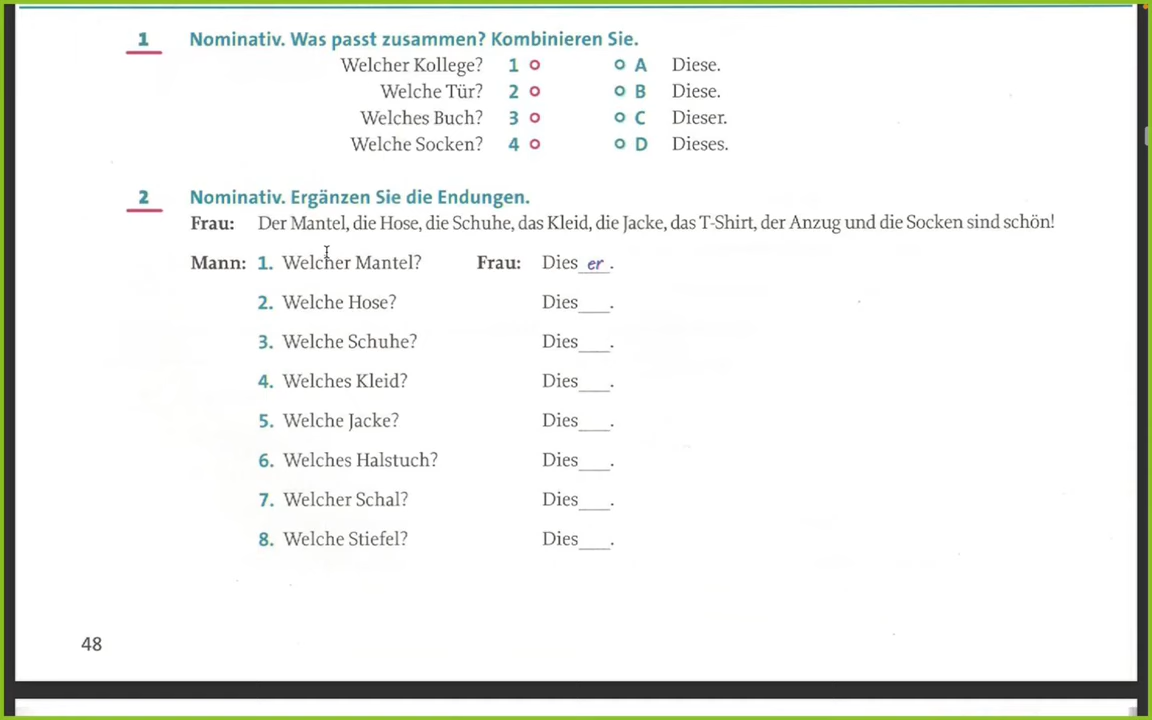 1 Nominativ. Was passt zusammen? Kombinieren Sie.
Welcher Kollege? 1 A Diese.
Welche Tür? 2 B Diese.
Welches Buch? 3 C Dieser.
Welche Socken? 4 D Dieses.
2 Nominativ. Ergänzen Sie die Endungen.
Frau: Der Mantel, die Hose, die Schuhe, das Kleid, die Jacke, das T-Shirt, der Anzug und die Socken sind schön!
Mann: 1. Welcher Mantel? Frau: Dies er .
2. Welche Hose? Dies___.
3. Welche Schuhe? Dies___.
4. Welches Kleid? Dies___.
5. Welche Jacke? Dies___.
6. Welches Halstuch? Dies___.
7. Welcher Schal? Dies___.
8. Welche Stiefel? Dies___.
48